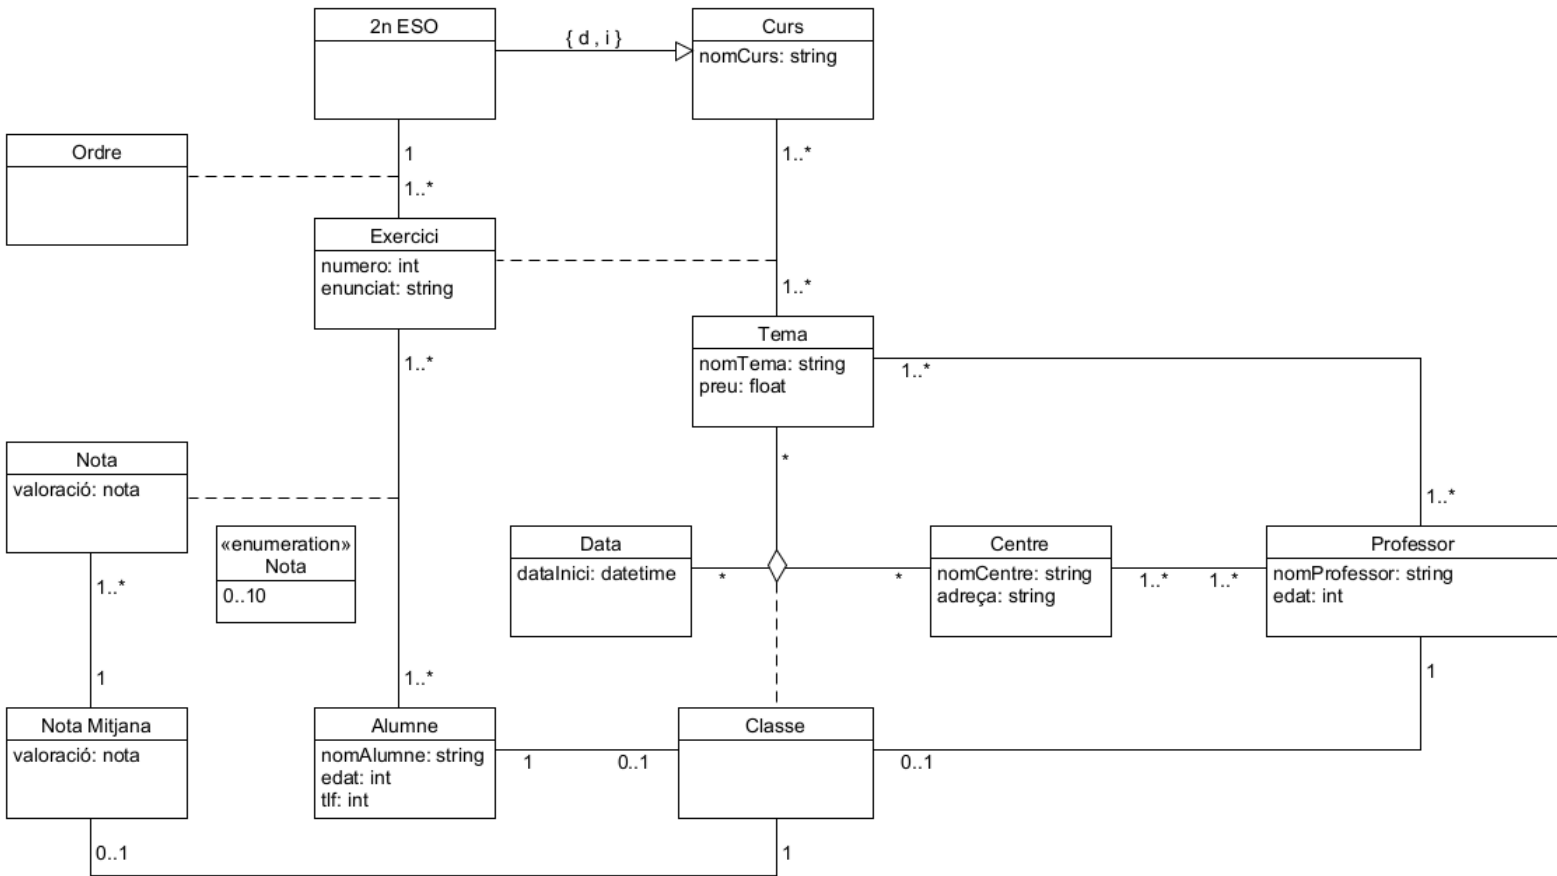 2n ESO
{ d , i }
Curs
nomCurs: string
1
1..*
1..*
Ordre
Exercici
numero: int
enunciat: string
1..*
Tema
nomTema: string
preu: float
1..*
1..*
Nota
valoració: nota
*
1..*
«enumeration»
Nota
0..10
Data
dataInici: datetime
*
*
Centre
nomCentre: string
adreça: string
1..*
1..*
Professor
nomProfessor: string
edat: int
1..*
1
1..*
1
Nota Mitjana
valoració: nota
Alumne
nomAlumne: string
edat: int
tlf: int
1
0..1
Classe
0..1
0..1
1